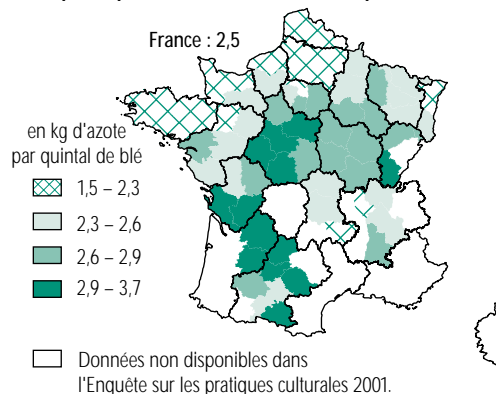 France : 2,5
en kg d'azote
par quintal de blé
1,5 – 2,3
2,3 – 2,6
2,6 – 2,9
2,9 – 3,7
Données non disponibles dans
l'Enquête sur les pratiques culturales 2001.